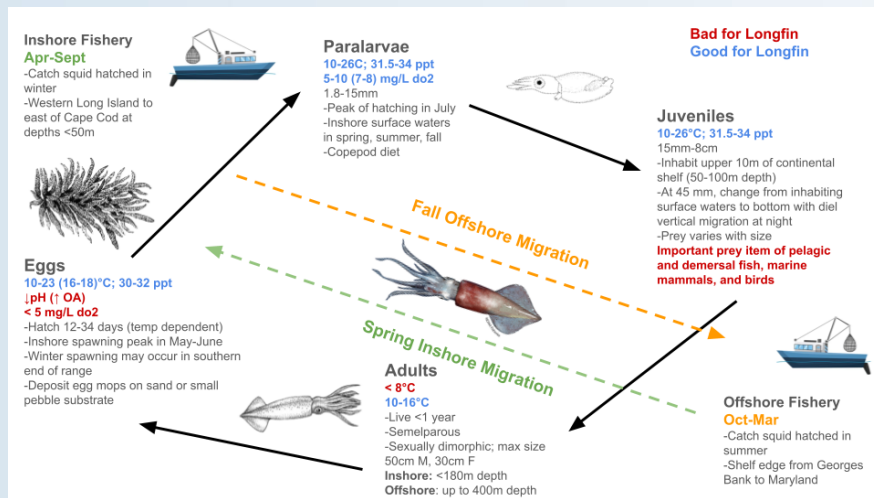 Inshore Fishery
Apr-Sept
-Catch squid hatched in
winter
-Western Long Island to
east of Cape Cod at
depths <50m
Paralarvae
10-26C; 31.5-34 ppt
5-10 (7-8) mg/L do2
1.8-15mm
-Peak of hatching in July
-Inshore surface waters
in spring, summer, fall
-Copepod diet
Bad for Longfin
Good for Longfin
Juveniles
10-26°C; 31.5-34 ppt
15mm-8cm
-Inhabit upper 10m of continental
shelf (50-100m depth)
-At 45 mm, change from inhabiting
surface waters to bottom with diel
vertical migration at night
-Prey varies with size
Important prey item of pelagic
and demersal fish, marine
mammals, and birds
Fall Offshore Migration
Spring Inshore Migration
Eggs
10-23 (16-18)°C; 30-32 ppt
↓pH (↑ OA)
< 5 mg/L do2
-Hatch 12-34 days (temp dependent)
-Inshore spawning peak in May-June
-Winter spawning may occur in southern
end of range
-Deposit egg mops on sand or small
pebble substrate
Adults
< 8°C
10-16°C
-Live <1 year
-Semelparous
-Sexually dimorphic; max size
50cm M, 30cm F
Inshore: <180m depth
Offshore: up to 400m depth
Offshore Fishery
Oct-Mar
-Catch squid hatched in
summer
-Shelf edge from Georges
Bank to Maryland